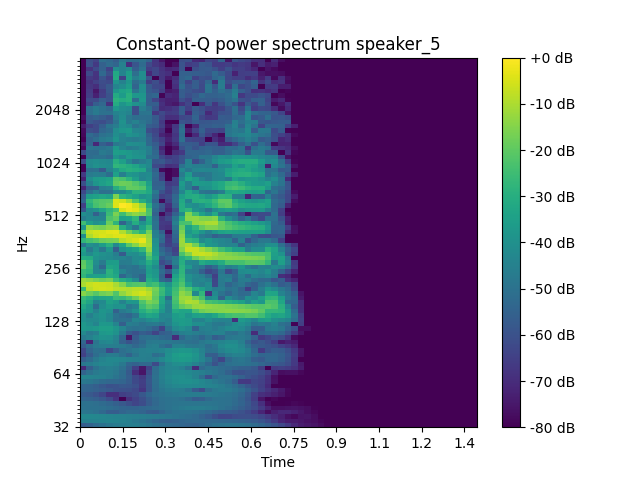 Constant-Q power spectrum speaker_5
Hz
2048
1024
512
256
128
64
32
0 0.15 0.3 0.45 0.6 0.75 0.9 1.1 1.2 1.4
Time
+0 dB
-10 dB
-20 dB
-30 dB
-40 dB
-50 dB
-60 dB
-70 dB
-80 dB